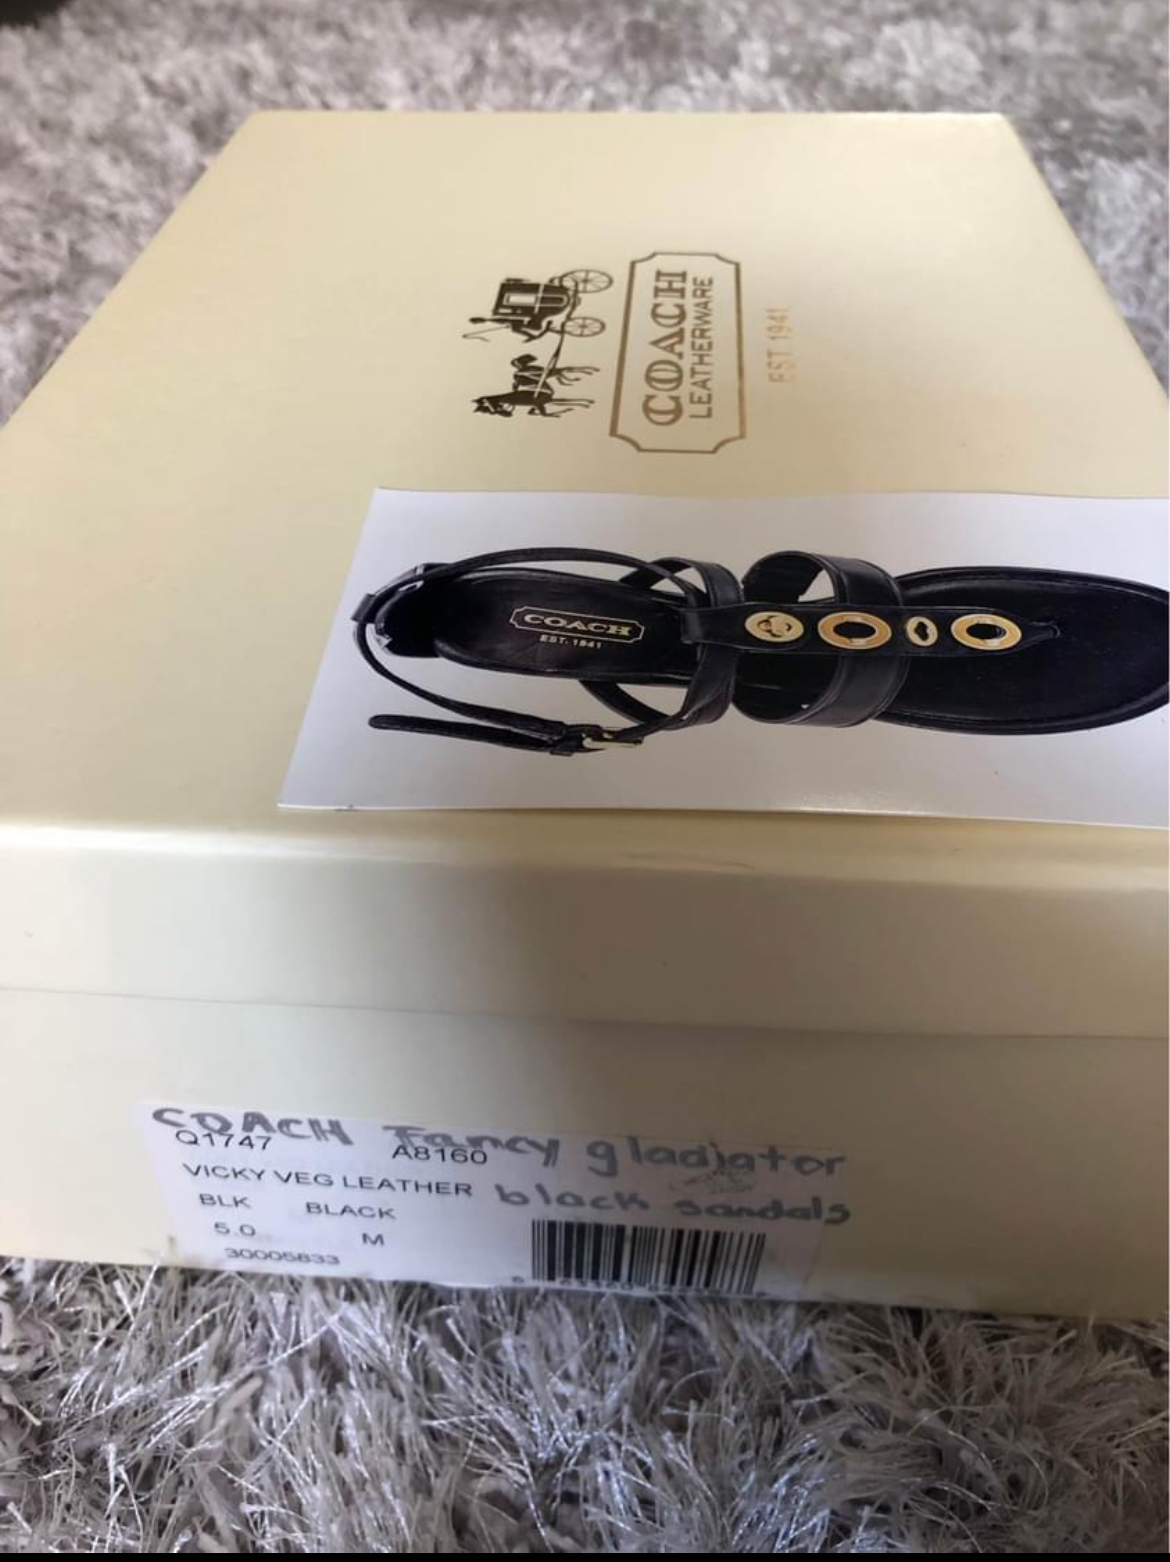 COACH
LEATHERWARE
EST. 1941
COACH
EST. 1941
COACH Fancy gladiator
Q1747 A8160
VICKY VEG LEATHER black sandals
BLK BLACK
5.0 M
30005833